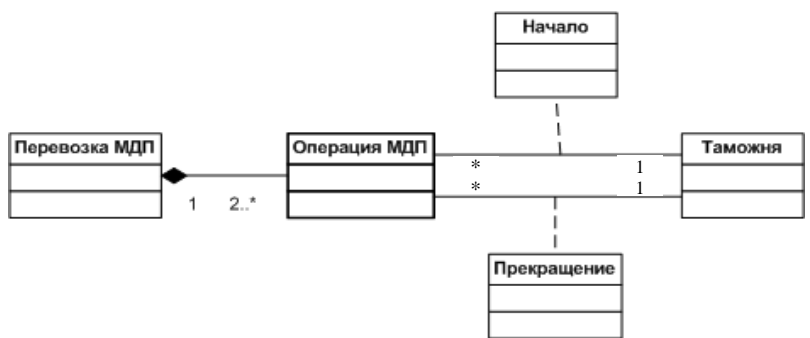 Начало
Перевозка МДП
Операция МДП
Таможня
* 1
* 1
1 2..*
Прекращение